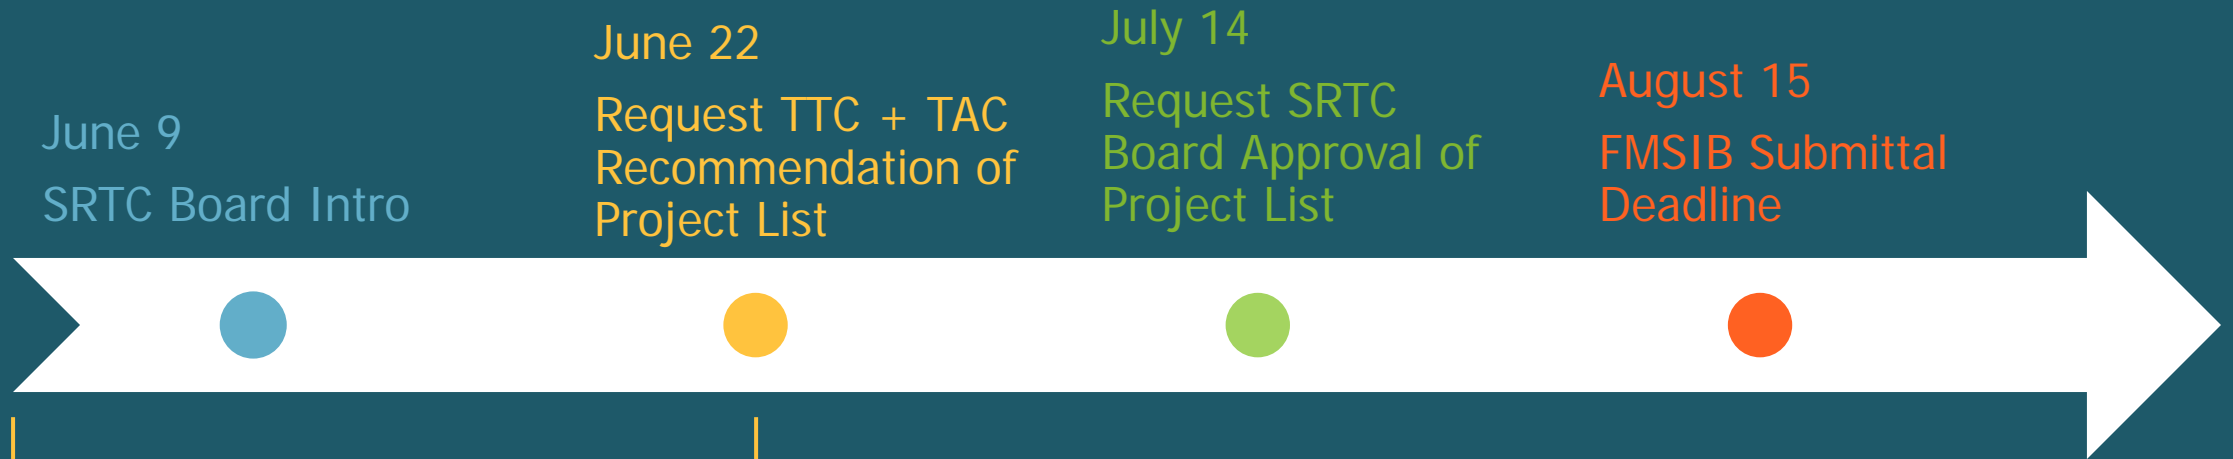 June 9
SRTC Board Intro
June 22
Request TTC + TAC
Recommendation of
Project List
July 14
Request SRTC
Board Approval of
Project List
August 15
FMSIB Submittal
Deadline